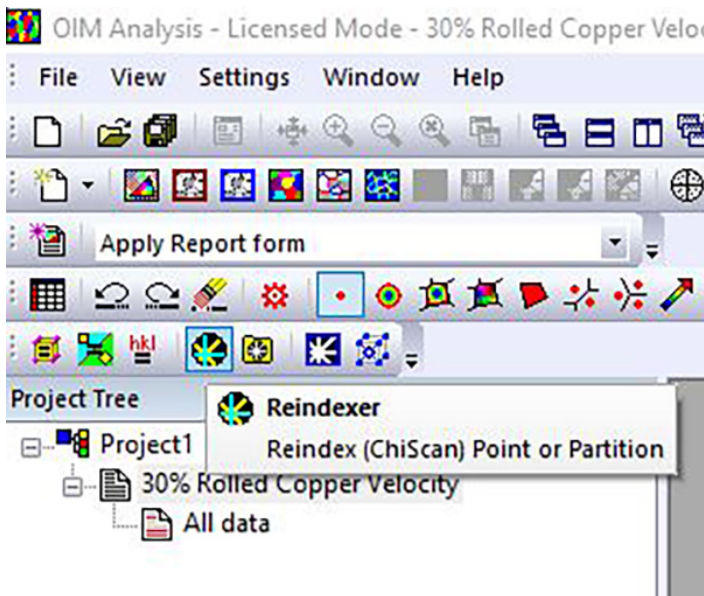 OIM Analysis - Licensed Mode - 30% Rolled Copper Veloc
File View Settings Window Help
Apply Report form
hkl
Project Tree
Reindexer
Reindex (ChiScan) Point or Partition
Project1
30% Rolled Copper Velocity
All data